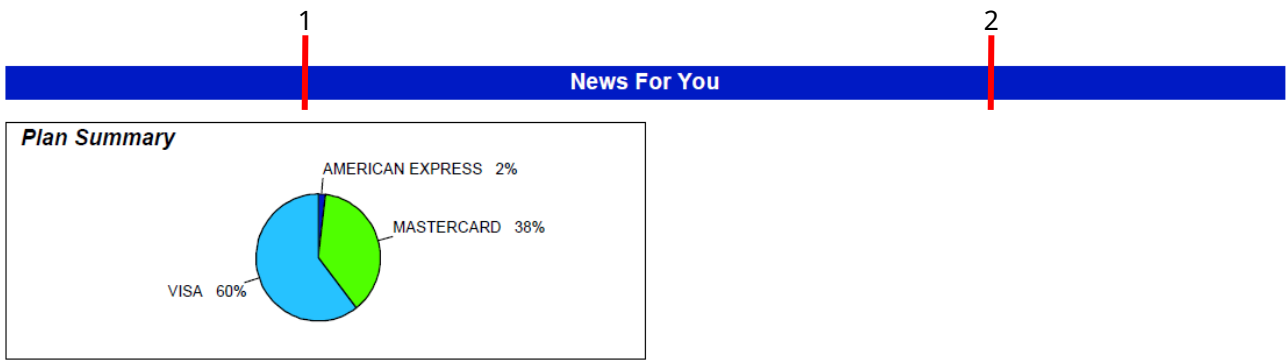 1 2
News For You
Plan Summary
AMERICAN EXPRESS 2%
MASTERCARD 38%
VISA 60%